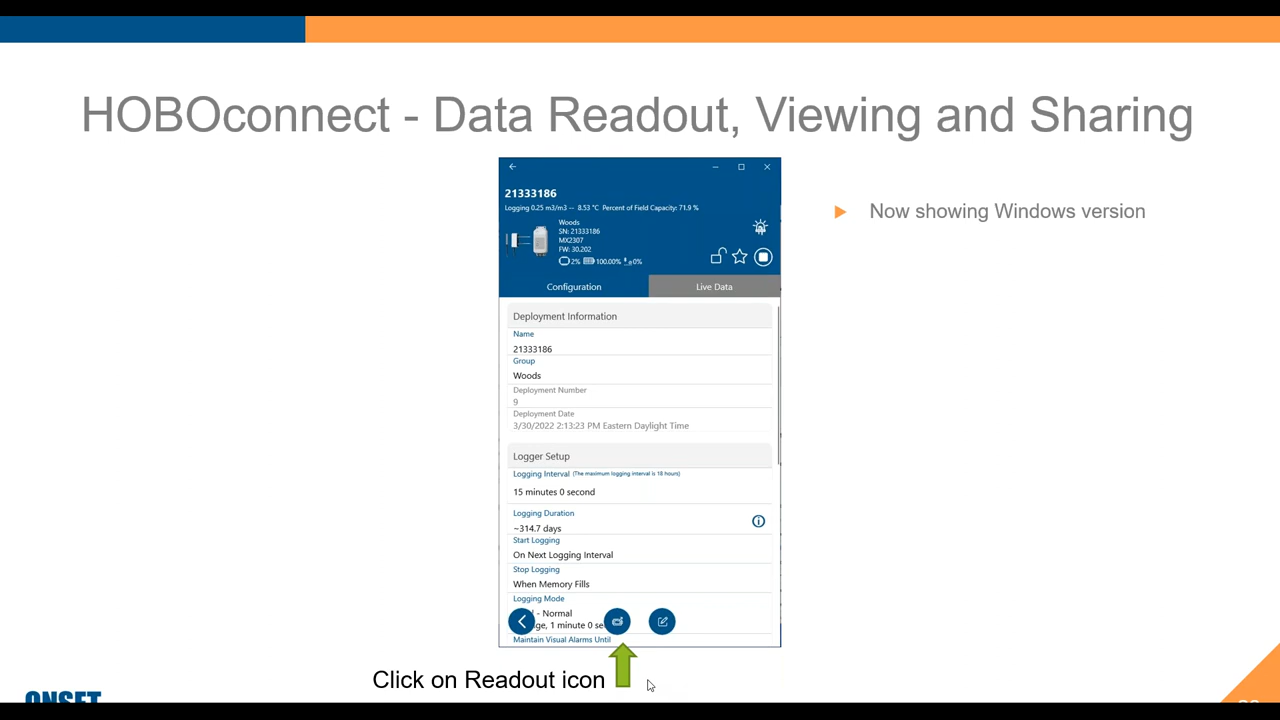 HOBOconnect - Data Readout, Viewing and Sharing
21333186
Logging 0.25 m3/m3 -- 8.53 °C Percent of Field Capacity: 71.9 %
Woods
SN: 21333186
MX2307
FW: 30.202
2% 100.00% 0%
Configuration
Live Data
Deployment Information
Name
21333186
Group
Woods
Deployment Number
9
Deployment Date
3/30/2022 2:13:23 PM Eastern Daylight Time
Logger Setup
Logging Interval (The maximum logging interval is 18 hours)
15 minutes 0 second
Logging Duration
~314.7 days
Start Logging
On Next Logging Interval
Stop Logging
When Memory Fills
Logging Mode
- Normal
1 minute 0
Maintain Visual Alarms Until
Now showing Windows version
Click on Readout icon
ONSET